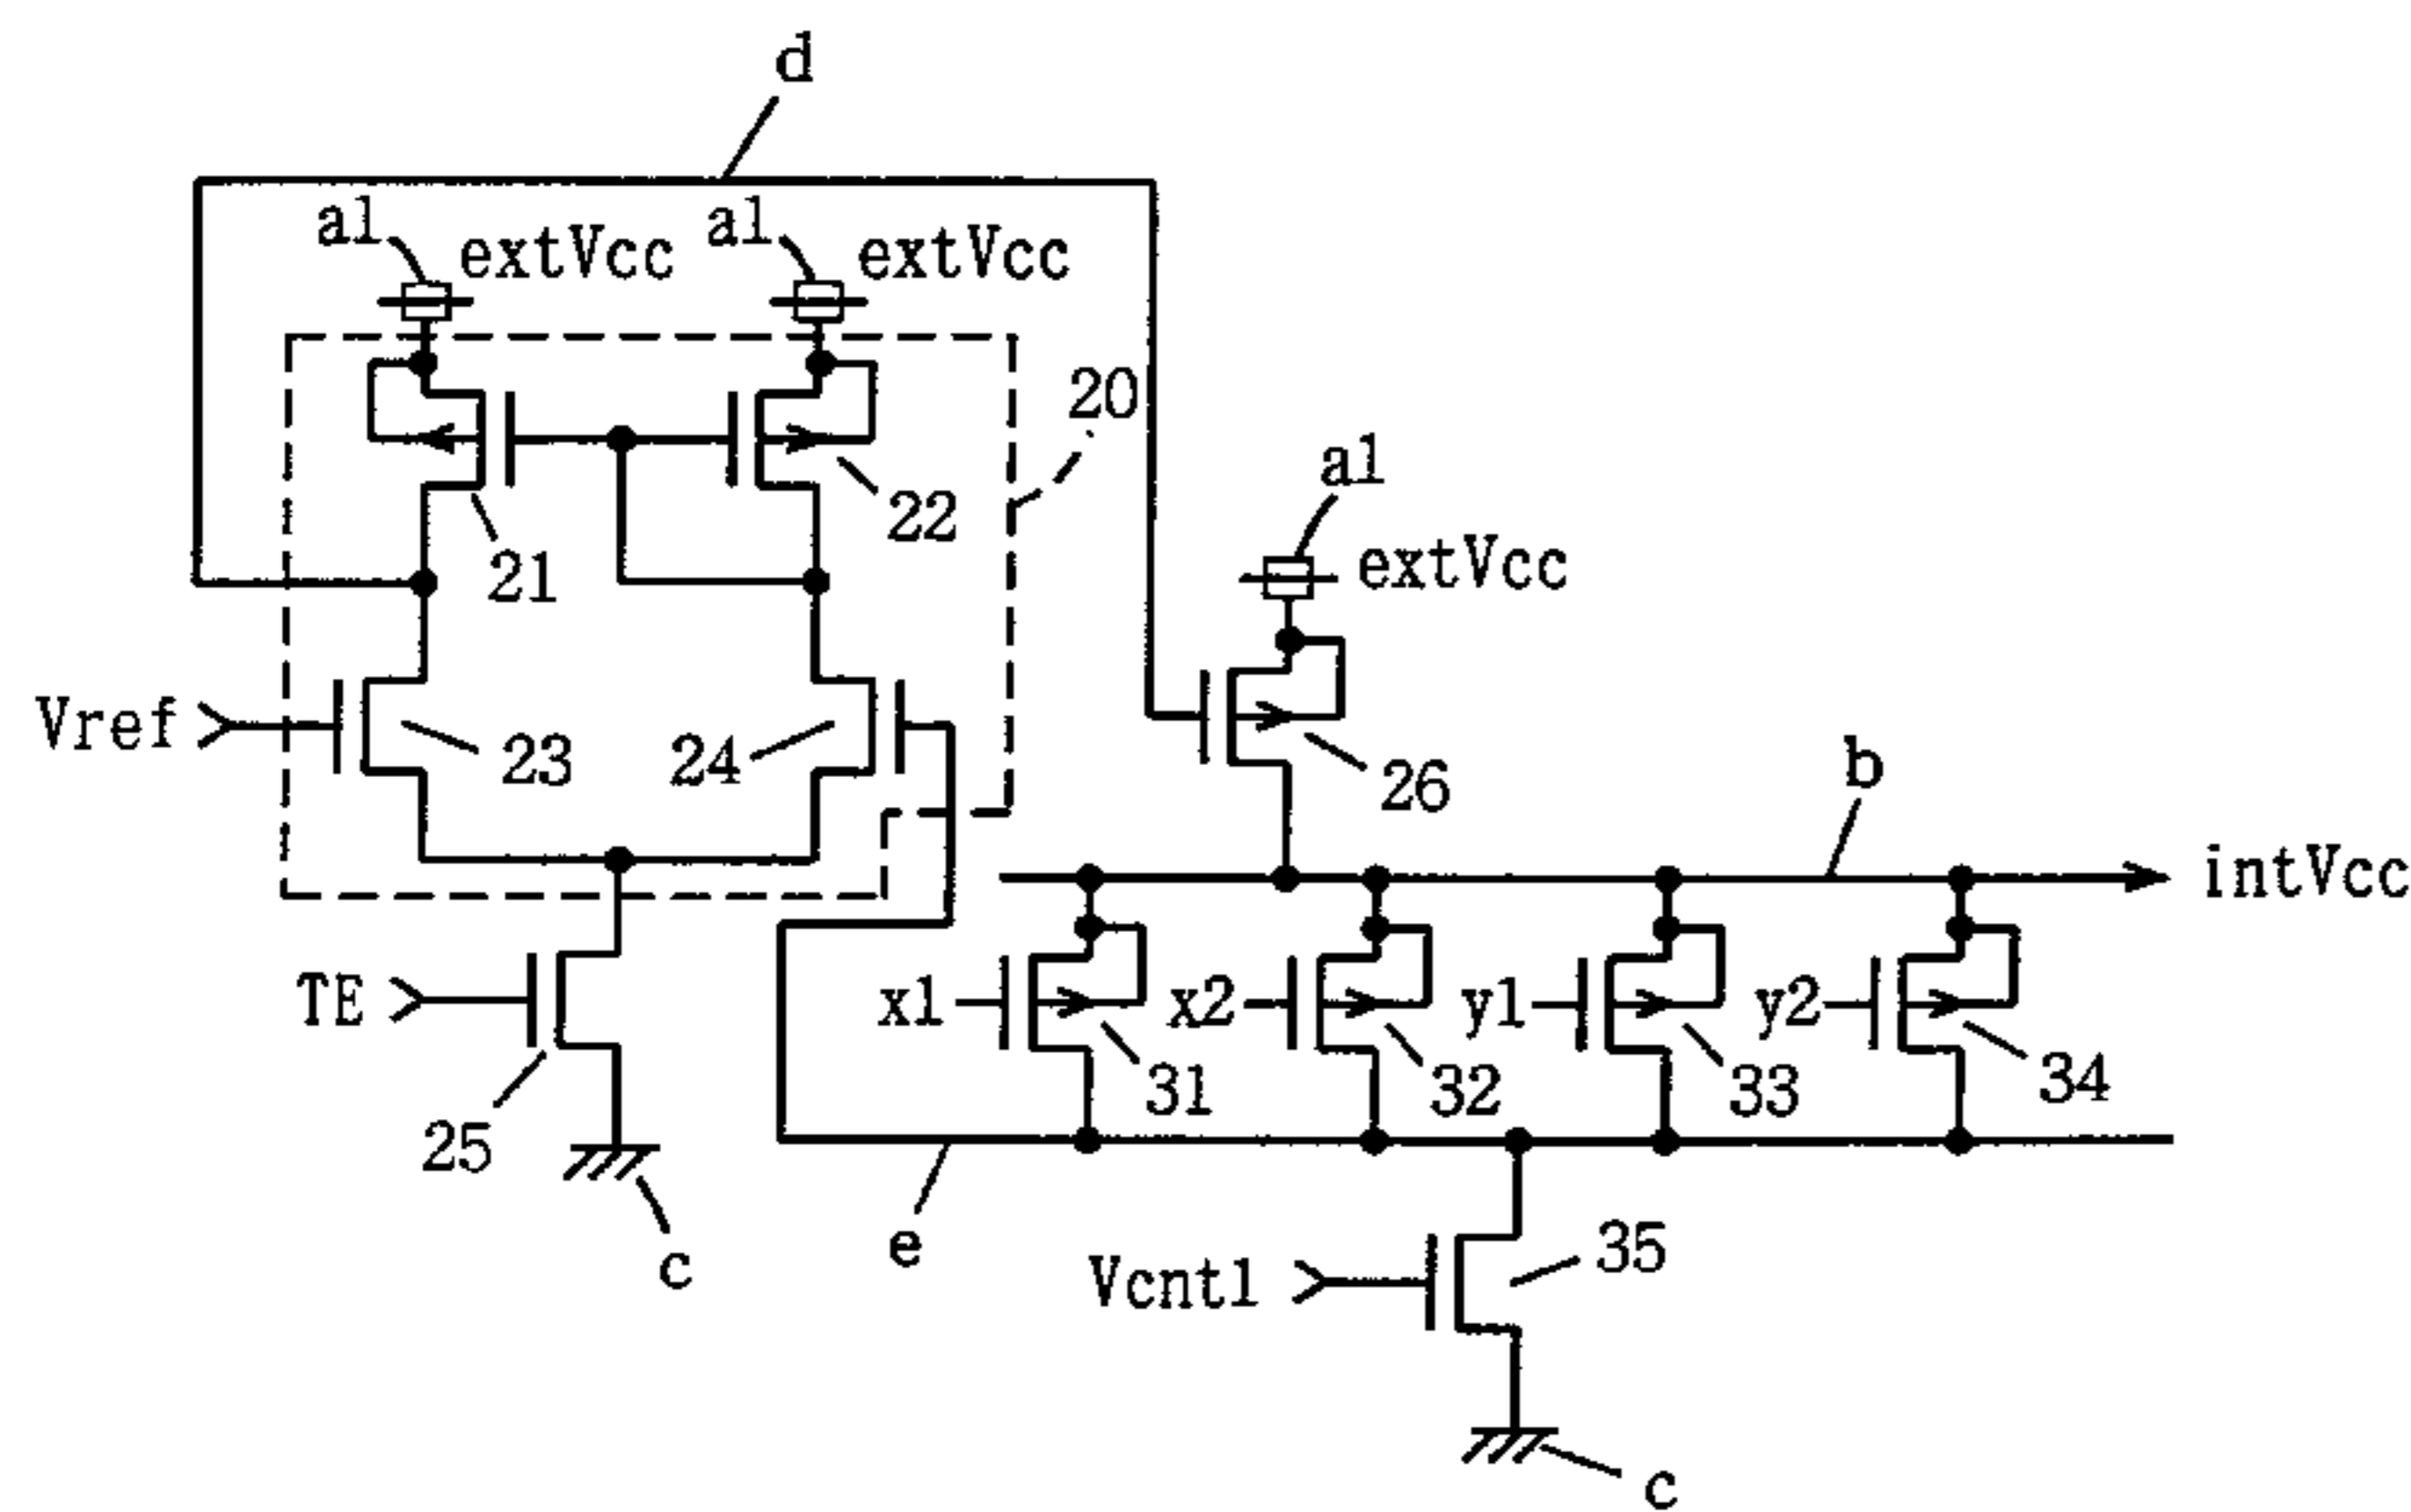 d
a1 extVcc a1 extVcc
20
a1
22
extVcc
21
Vref 23 24 26 b
intVcc
TE x1 x2 y1 y2
31 32 33 34
25
e 35
c Vcnt1
c